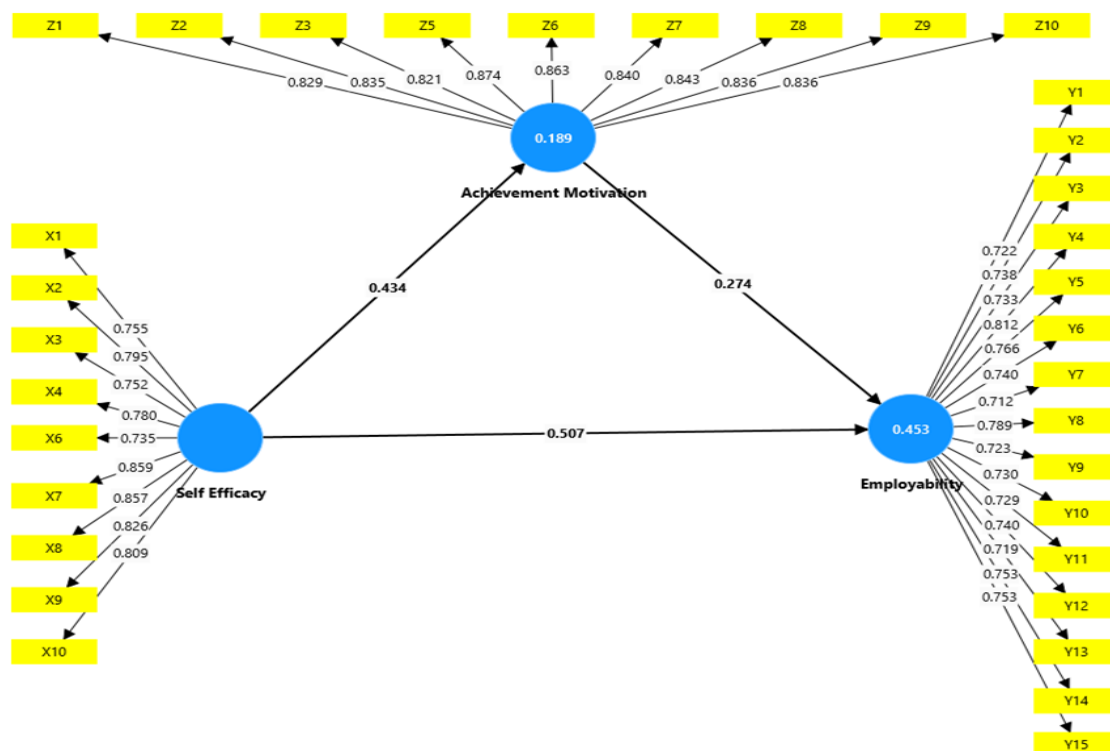 Z1 Z2 Z3 Z5 Z6 Z7 Z8 Z9 Z10
0.829 0.835 0.821 0.874 0.863 0.840 0.843 0.836 0.836
0.189
Achievement Motivation
0.434
0.274
0.507
X1
X2
X3
X4
X6
X7
X8
X9
X10
0.755
0.795
0.752
0.780
0.735
0.859
0.857
0.826
0.809
Self Efficacy
0.453
Employability
0.722
0.738
0.733
0.812
0.766
0.740
0.712
0.789
0.723
0.730
0.729
0.740
0.719
0.753
0.753
Y1
Y2
Y3
Y4
Y5
Y6
Y7
Y8
Y9
Y10
Y11
Y12
Y13
Y14
Y15